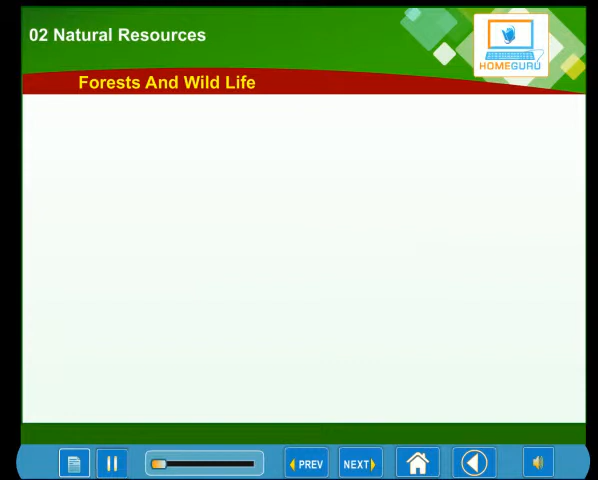 02 Natural Resources
HOMEGURU
Forests And Wild Life
PREV
NEXT